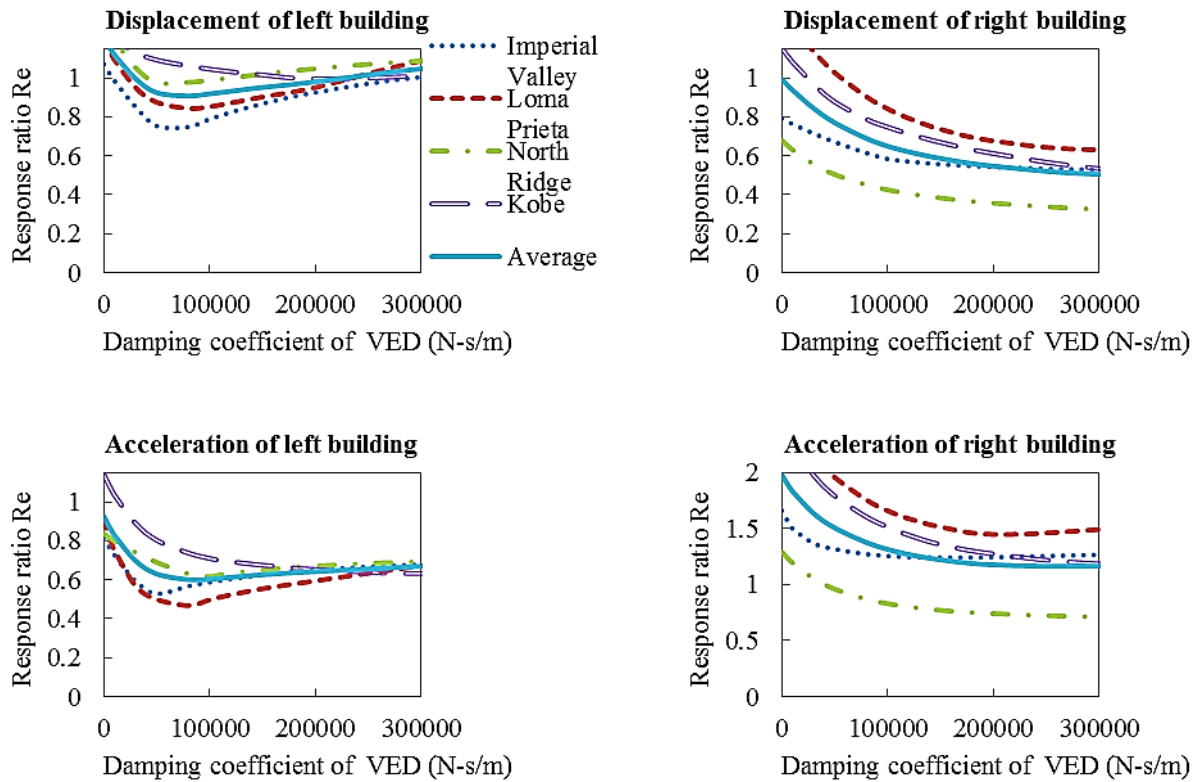 Displacement of left building
Response ratio Re
1
0.8
0.6
0.4
0.2
0
0
100000
200000
300000
Damping coefficient of VED (N-s/m)
Imperial
Valley
Loma
Prieta
North
Ridge
Kobe
Average
Displacement of right building
Response ratio Re
1
0.8
0.6
0.4
0.2
0
0
100000
200000
300000
Damping coefficient of VED (N-s/m)
Acceleration of left building
Response ratio Re
1
0.8
0.6
0.4
0.2
0
0
100000
200000
300000
Damping coefficient of VED (N-s/m)
Acceleration of right building
Response ratio Re
2
1.5
1
0.5
0
0
100000
200000
300000
Damping coefficient of VED (N-s/m)